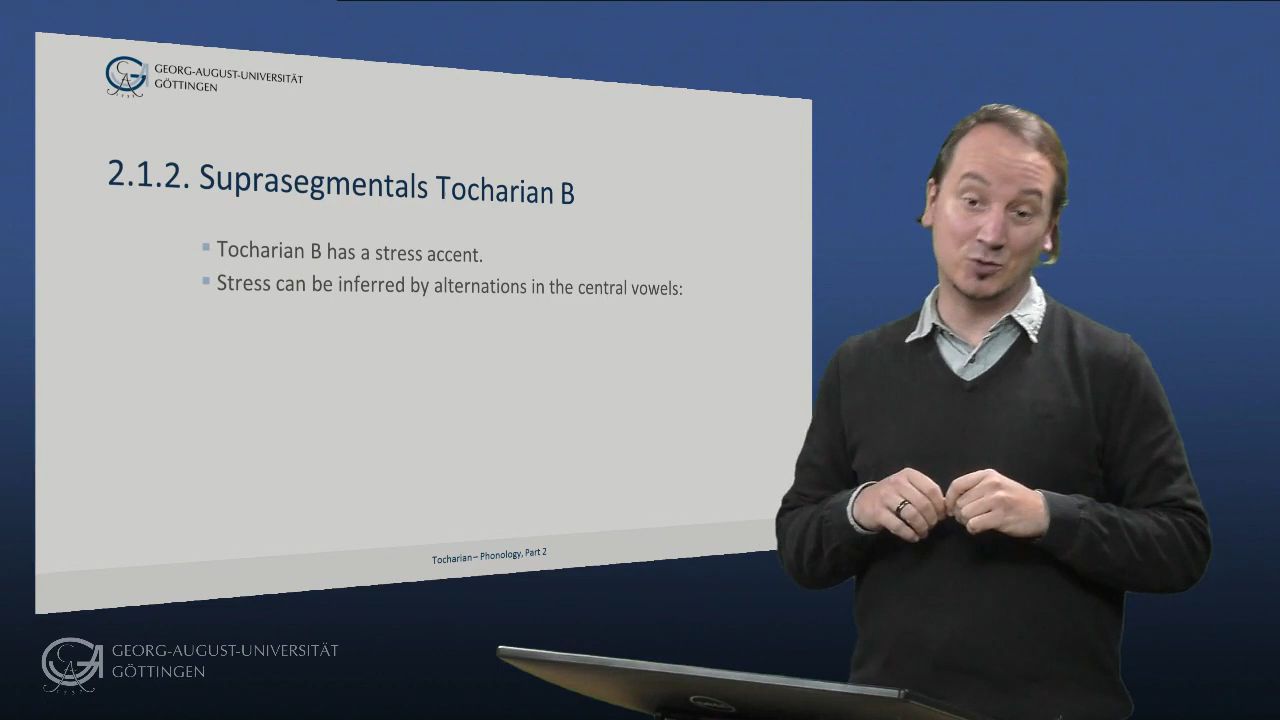 GEORG-AUGUST-UNIVERSITÄT
GÖTTINGEN
2.1.2. Suprasegmentals Tocharian B
Tocharian B has a stress accent.
Stress can be inferred by alternations in the central vowels:
Tocharian – Phonology, Part 2
GEORG-AUGUST-UNIVERSITÄT
GÖTTINGEN